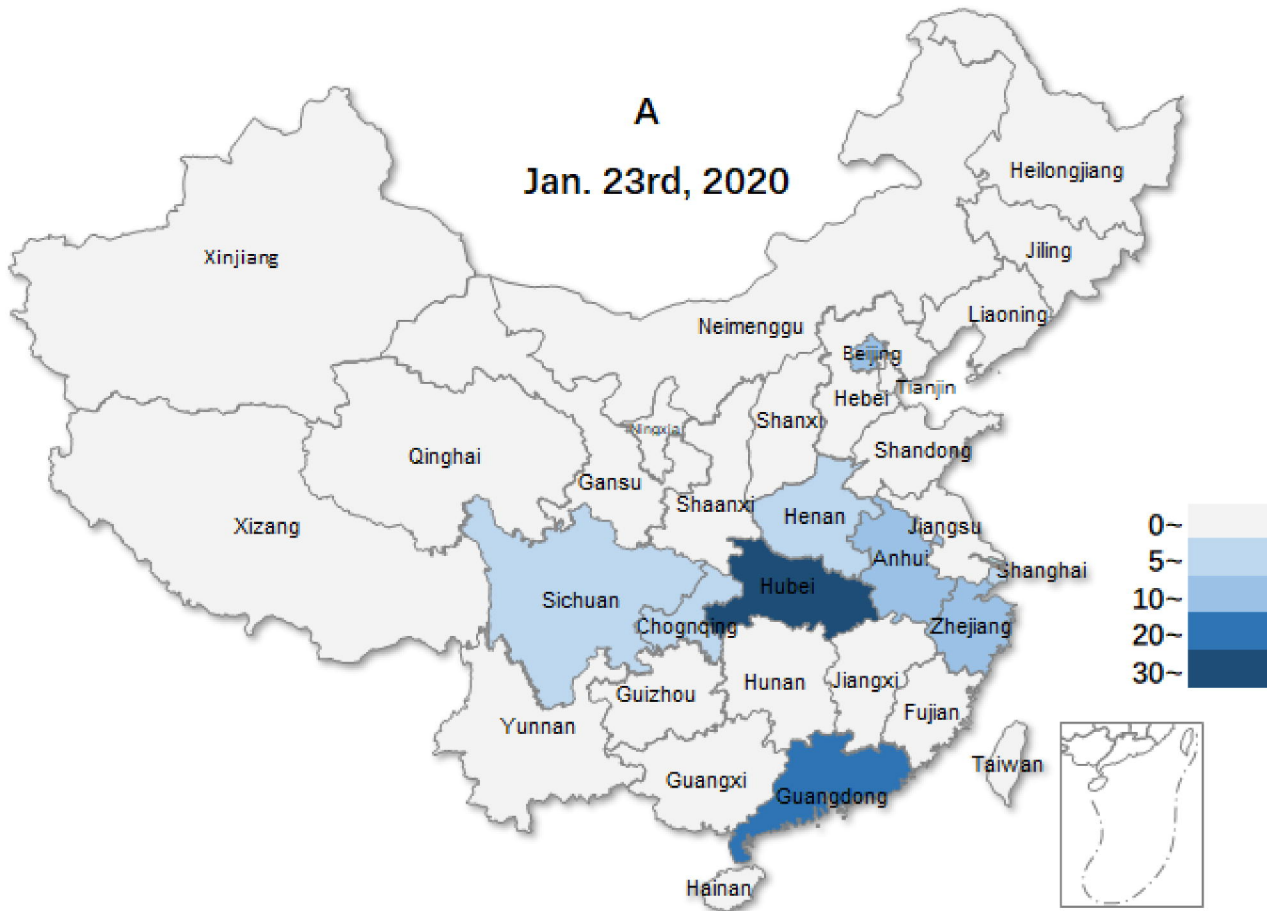 A
Jan. 23rd, 2020
Heilongjiang
Jiling
Xinjiang
Liaoning
Neimenggu
Beijing
Tianjin
Hebei
Shanxi
Ningxia
Shandong
Qinghai
Gansu
Shaanxi
Xizang
Henan
Jiangsu
Anhui
Shanghai
Hubei
Sichuan
Chognqing
Zhejiang
Hunan
Jiangxi
Guizhou
Fujian
Yunnan
Taiwan
Guangxi
Guangdong
Hainan
0~
5~
10~
20~
30~